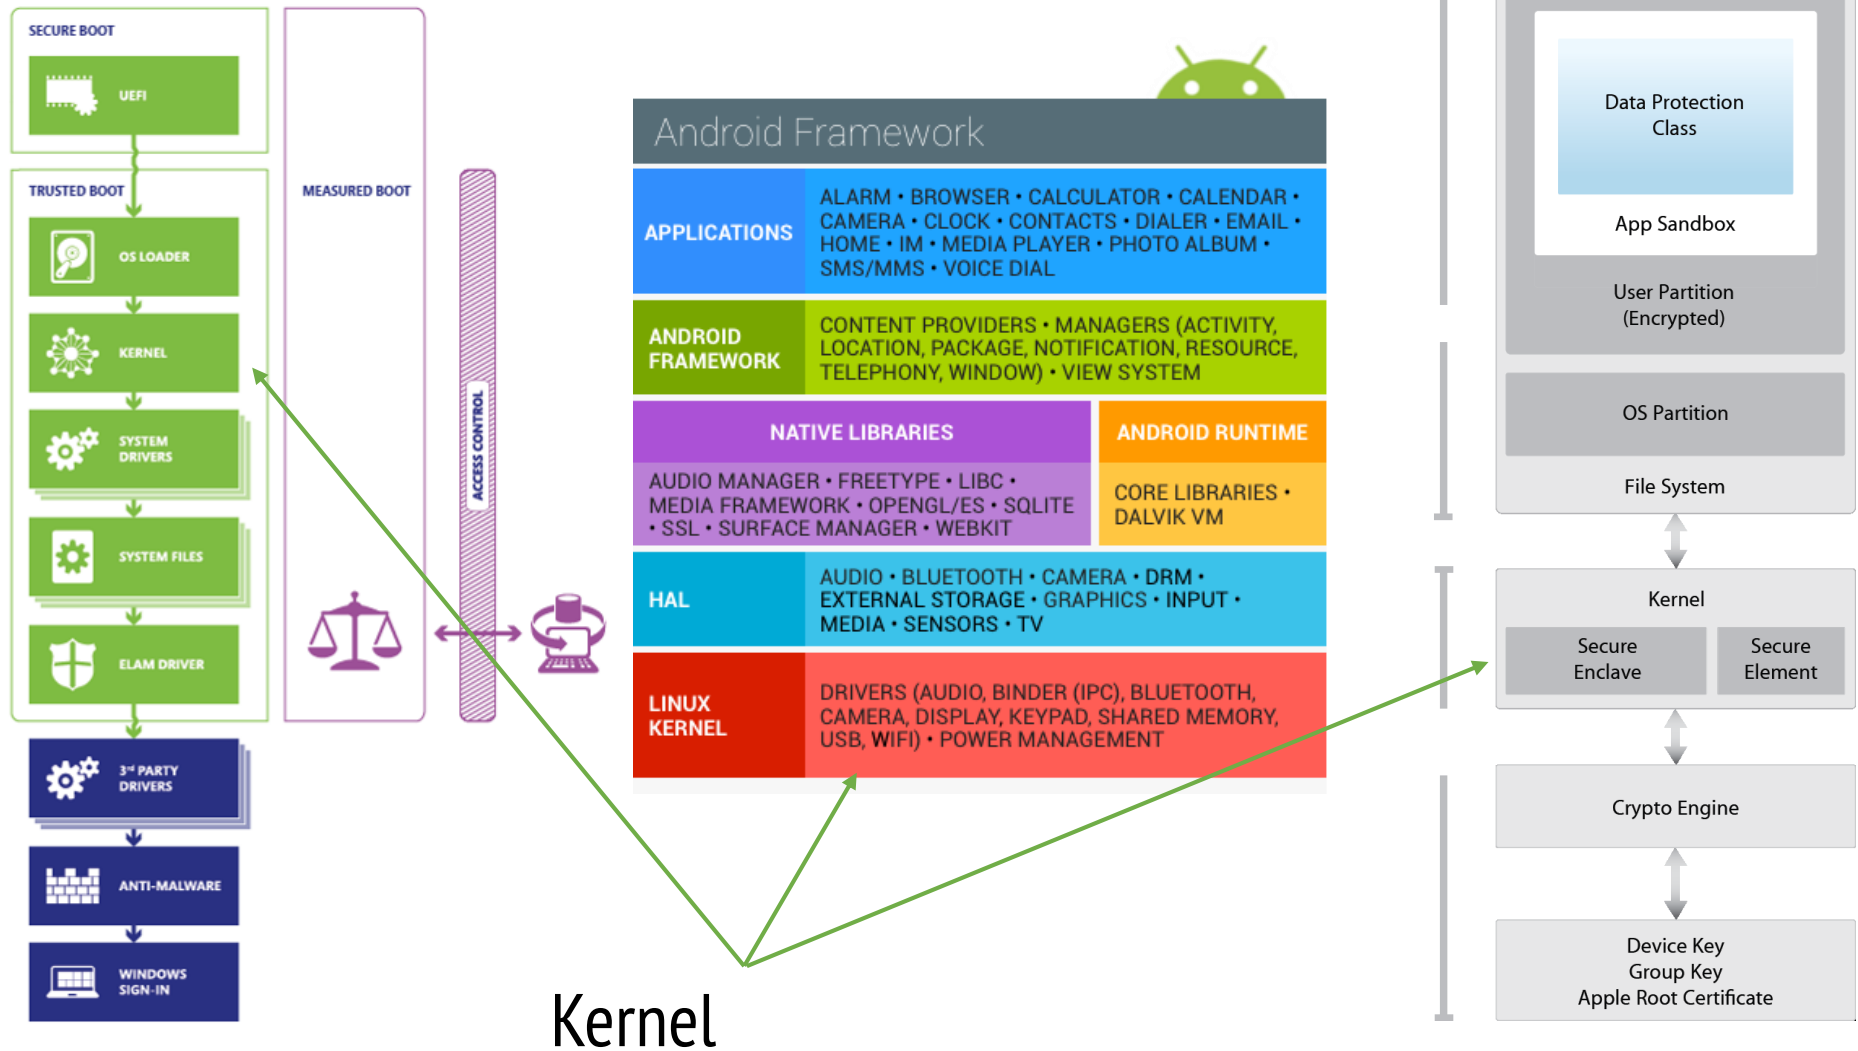 SECURE BOOT
UEFI
TRUSTED BOOT
OS LOADER
KERNEL
SYSTEM
DRIVERS
SYSTEM FILES
ELAM DRIVER
3rd PARTY
DRIVERS
ANTI-MALWARE
WINDOWS
SIGN-IN
MEASURED BOOT
ACCESS CONTROL
Android Framework
APPLICATIONS
ALARM • BROWSER • CALCULATOR • CALENDAR •
CAMERA • CLOCK • CONTACTS • DIALER • EMAIL •
HOME • IM • MEDIA PLAYER • PHOTO ALBUM •
SMS/MMS • VOICE DIAL
ANDROID
FRAMEWORK
CONTENT PROVIDERS • MANAGERS (ACTIVITY,
LOCATION, PACKAGE, NOTIFICATION, RESOURCE,
TELEPHONY, WINDOW) • VIEW SYSTEM
NATIVE LIBRARIES
AUDIO MANAGER • FREETYPE • LIBC •
MEDIA FRAMEWORK • OPENGL/ES • SQLITE
• SSL • SURFACE MANAGER • WEBKIT
ANDROID RUNTIME
CORE LIBRARIES •
DALVIK VM
HAL
AUDIO • BLUETOOTH • CAMERA • DRM •
EXTERNAL STORAGE • GRAPHICS • INPUT •
MEDIA • SENSORS • TV
LINUX
KERNEL
DRIVERS (AUDIO, BINDER (IPC), BLUETOOTH,
CAMERA, DISPLAY, KEYPAD, SHARED MEMORY,
USB, WIFI) • POWER MANAGEMENT
Data Protection
Class
App Sandbox
User Partition
(Encrypted)
OS Partition
File System
Kernel
Secure
Enclave
Secure
Element
Crypto Engine
Device Key
Group Key
Apple Root Certificate
Kernel